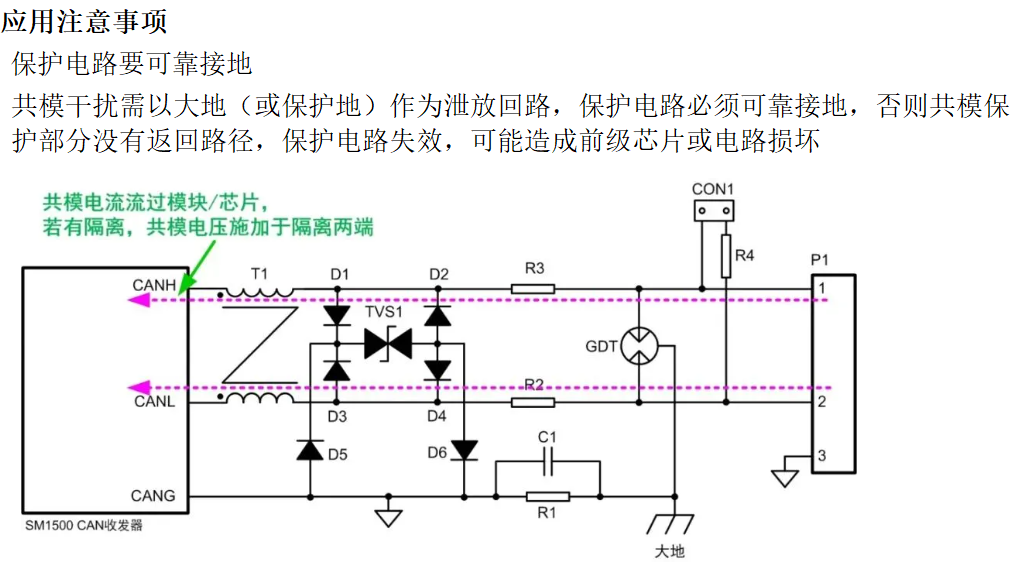 应用注意事项
保护电路要可靠接地
共模干扰需以大地（或保护地）作为泄放回路，保护电路必须可靠接地，否则共模保
护部分没有返回路径，保护电路失效，可能造成前级芯片或电路损坏
共模电流流过模块/芯片，
若有隔离，共模电压施加于隔离两端
CON1
R4
P1
CANH
T1
D1
D2
R3
1
TVS1
GDT
R2
CANL
D3
D4
2
D5
D6
C1
3
CANG
R1
SM1500 CAN收发器
大地